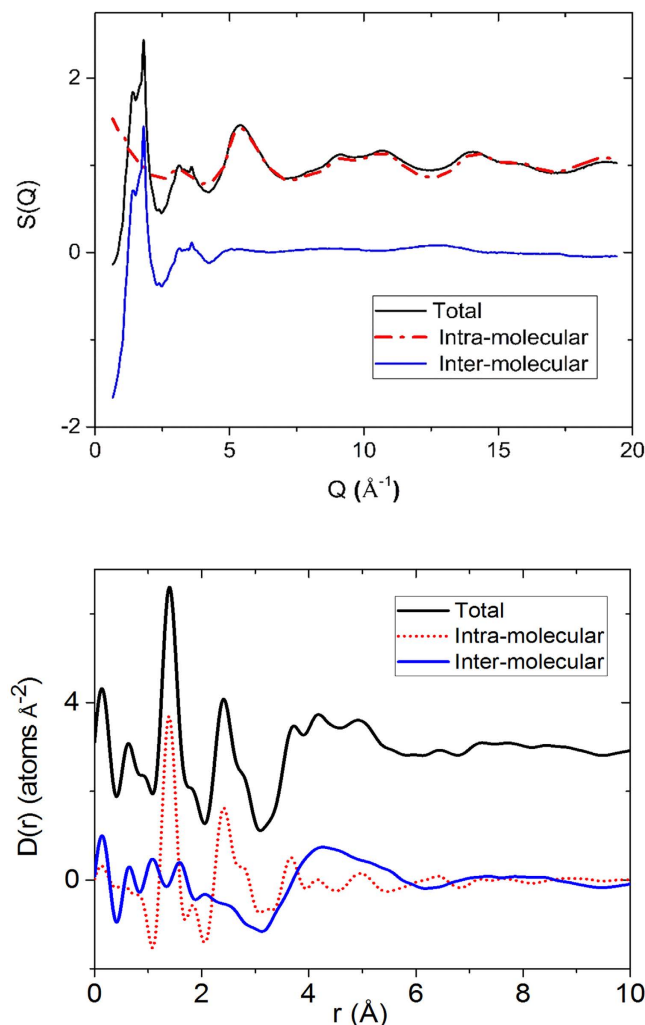 2
0
-2
S(Q)
Total
Intra-molecular
Inter-molecular
0 5 10 15 20
Q (Å-1)
4
0
D(r) (atoms Å-2)
Total
Intra-molecular
Inter-molecular
0 2 4 6 8 10
r (Å)